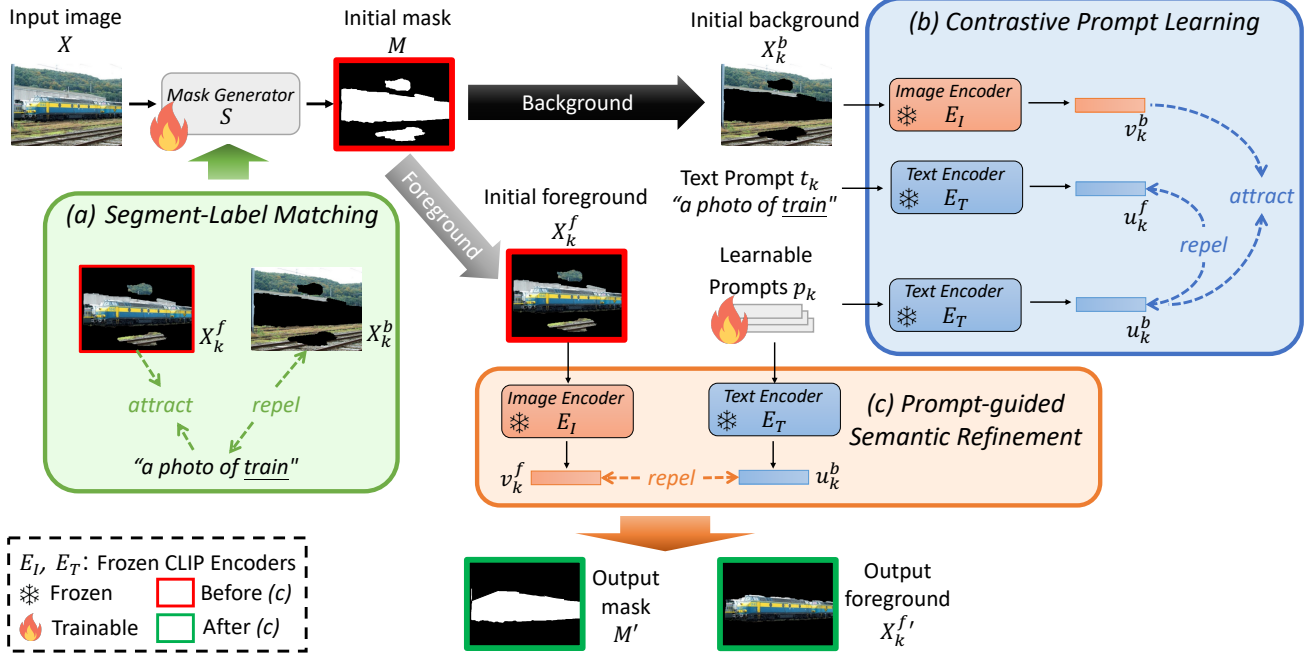 Input image
X
Mask Generator
S
Initial mask
M
Background
Foreground
Initial background
X_k^b
(b) Contrastive Prompt Learning
Image Encoder
E_I
v_k^b
Text Prompt t_k
"a photo of train"
Text Encoder
E_T
u_k^f
attract
repel
Learnable
Prompts p_k
Text Encoder
E_T
u_k^b
(a) Segment-Label Matching
X_k^f
X_k^b
attract
repel
"a photo of train"
Initial foreground
X_k^f
Image Encoder
E_I
Text Encoder
E_T
(c) Prompt-guided
Semantic Refinement
v_k^f
repel
u_k^b
E_I, E_T: Frozen CLIP Encoders
Frozen
Before (c)
Trainable
After (c)
Output
mask
M'
Output
foreground
X_k^f'